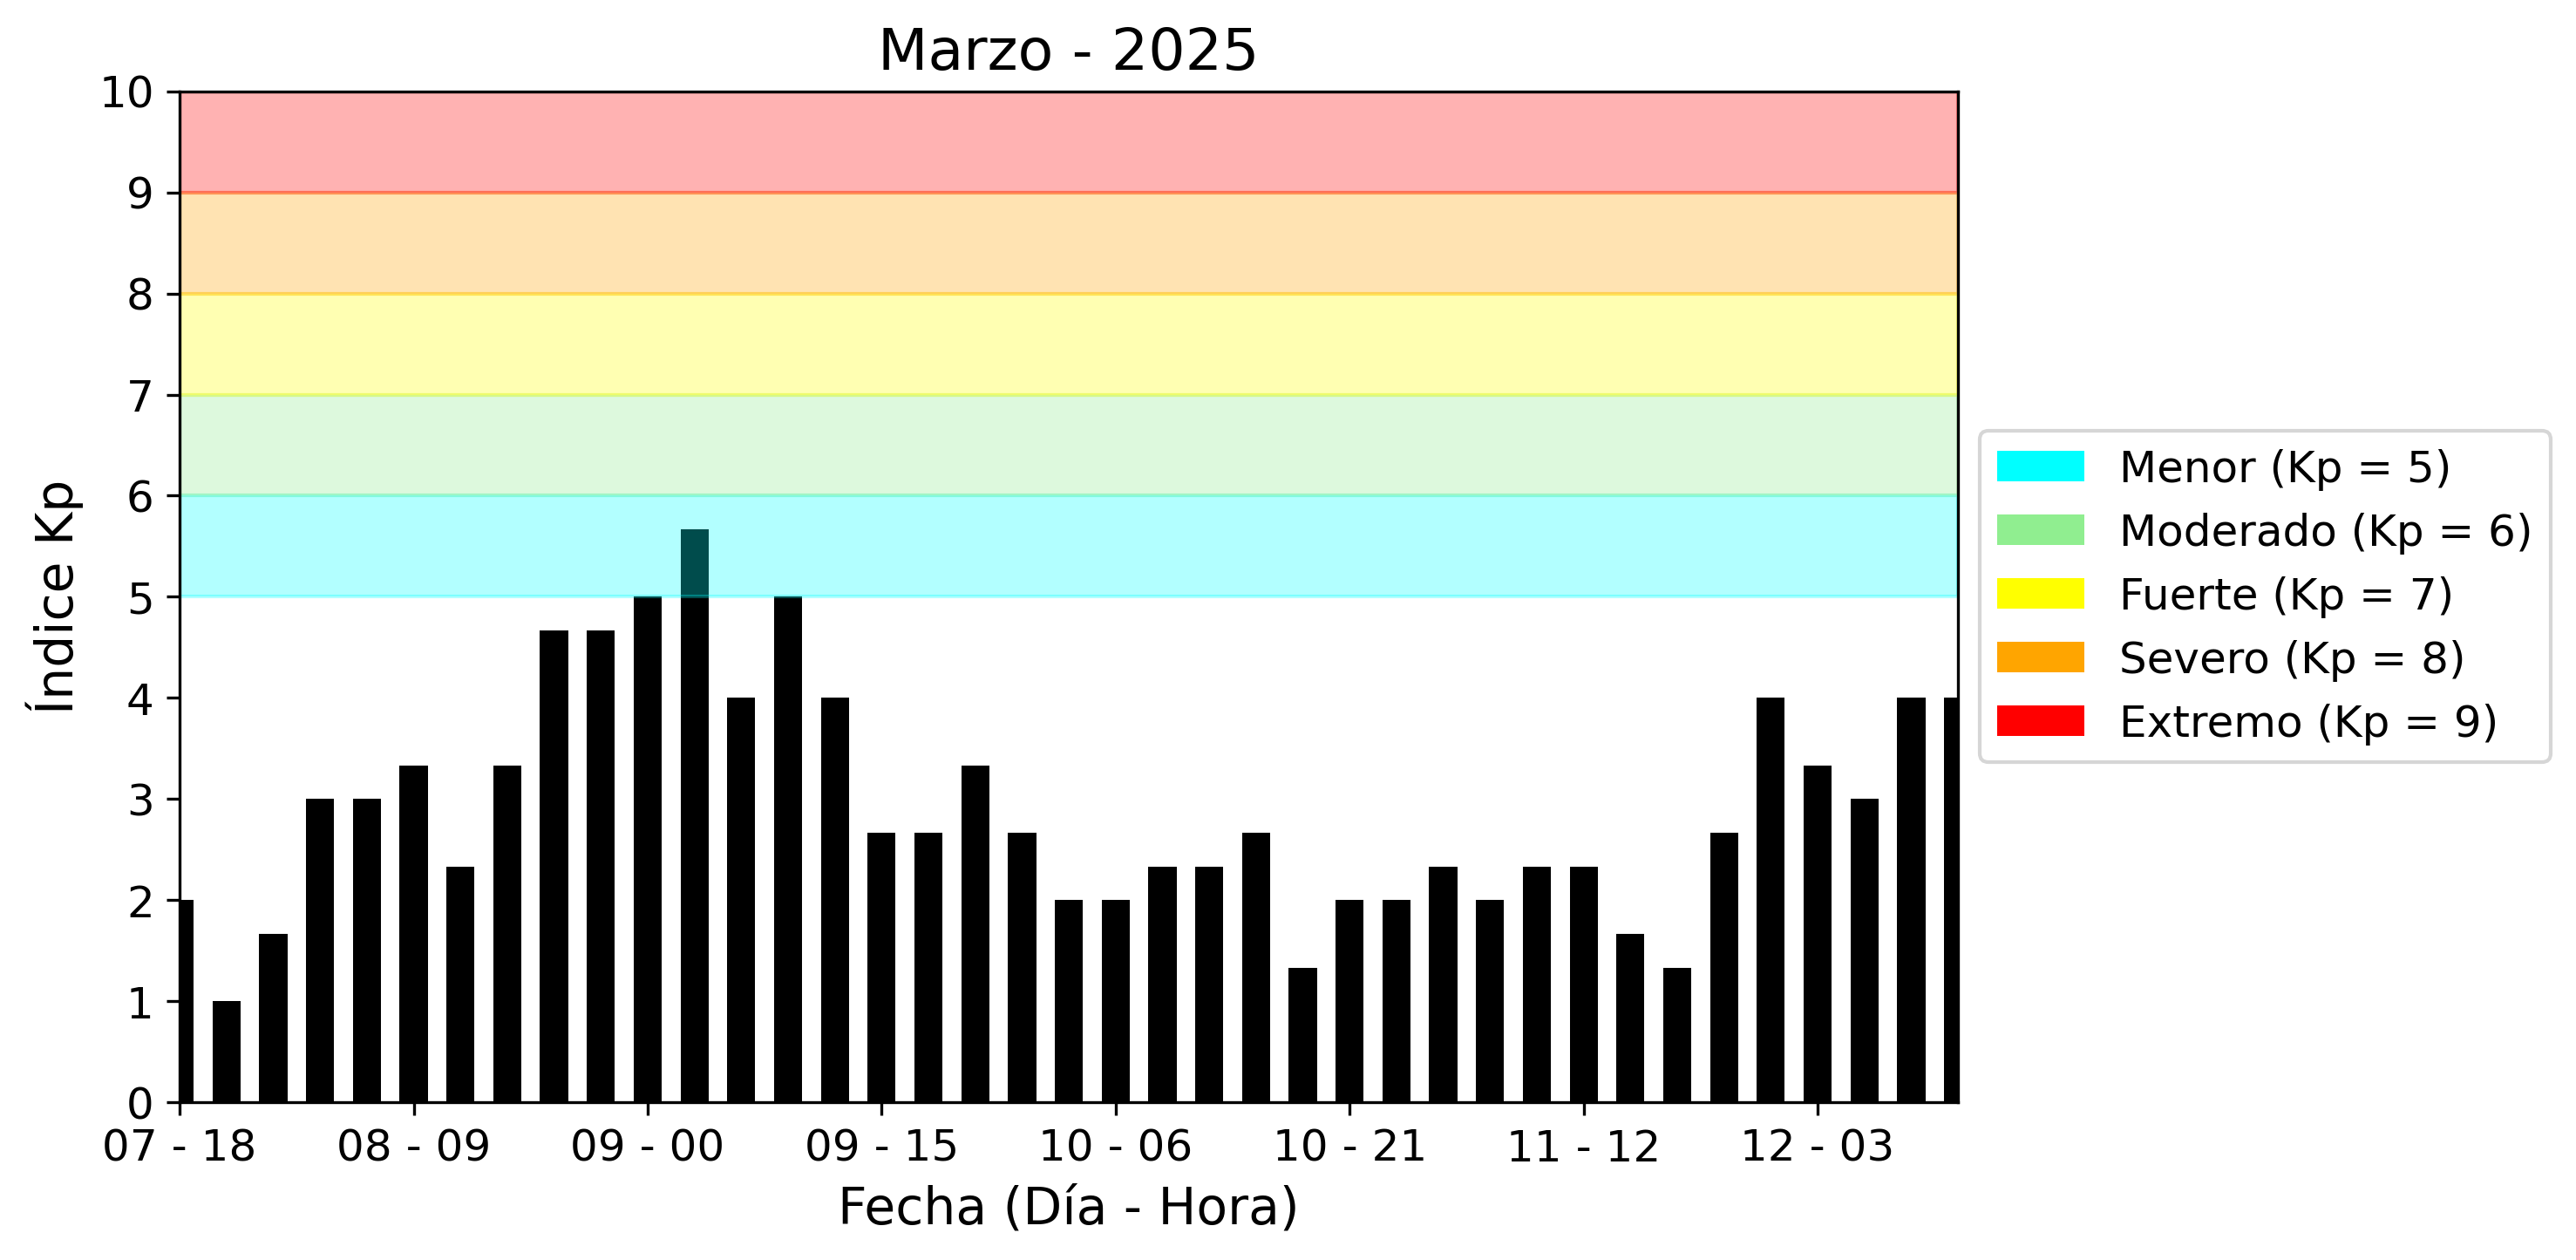 Marzo - 2025
10
9
8
7
6
5
4
3
2
1
0
Índice Kp
07 - 18
08 - 09
09 - 00
09 - 15
10 - 06
10 - 21
11 - 12
12 - 03
Fecha (Día - Hora)
Menor (Kp = 5)
Moderado (Kp = 6)
Fuerte (Kp = 7)
Severo (Kp = 8)
Extremo (Kp = 9)